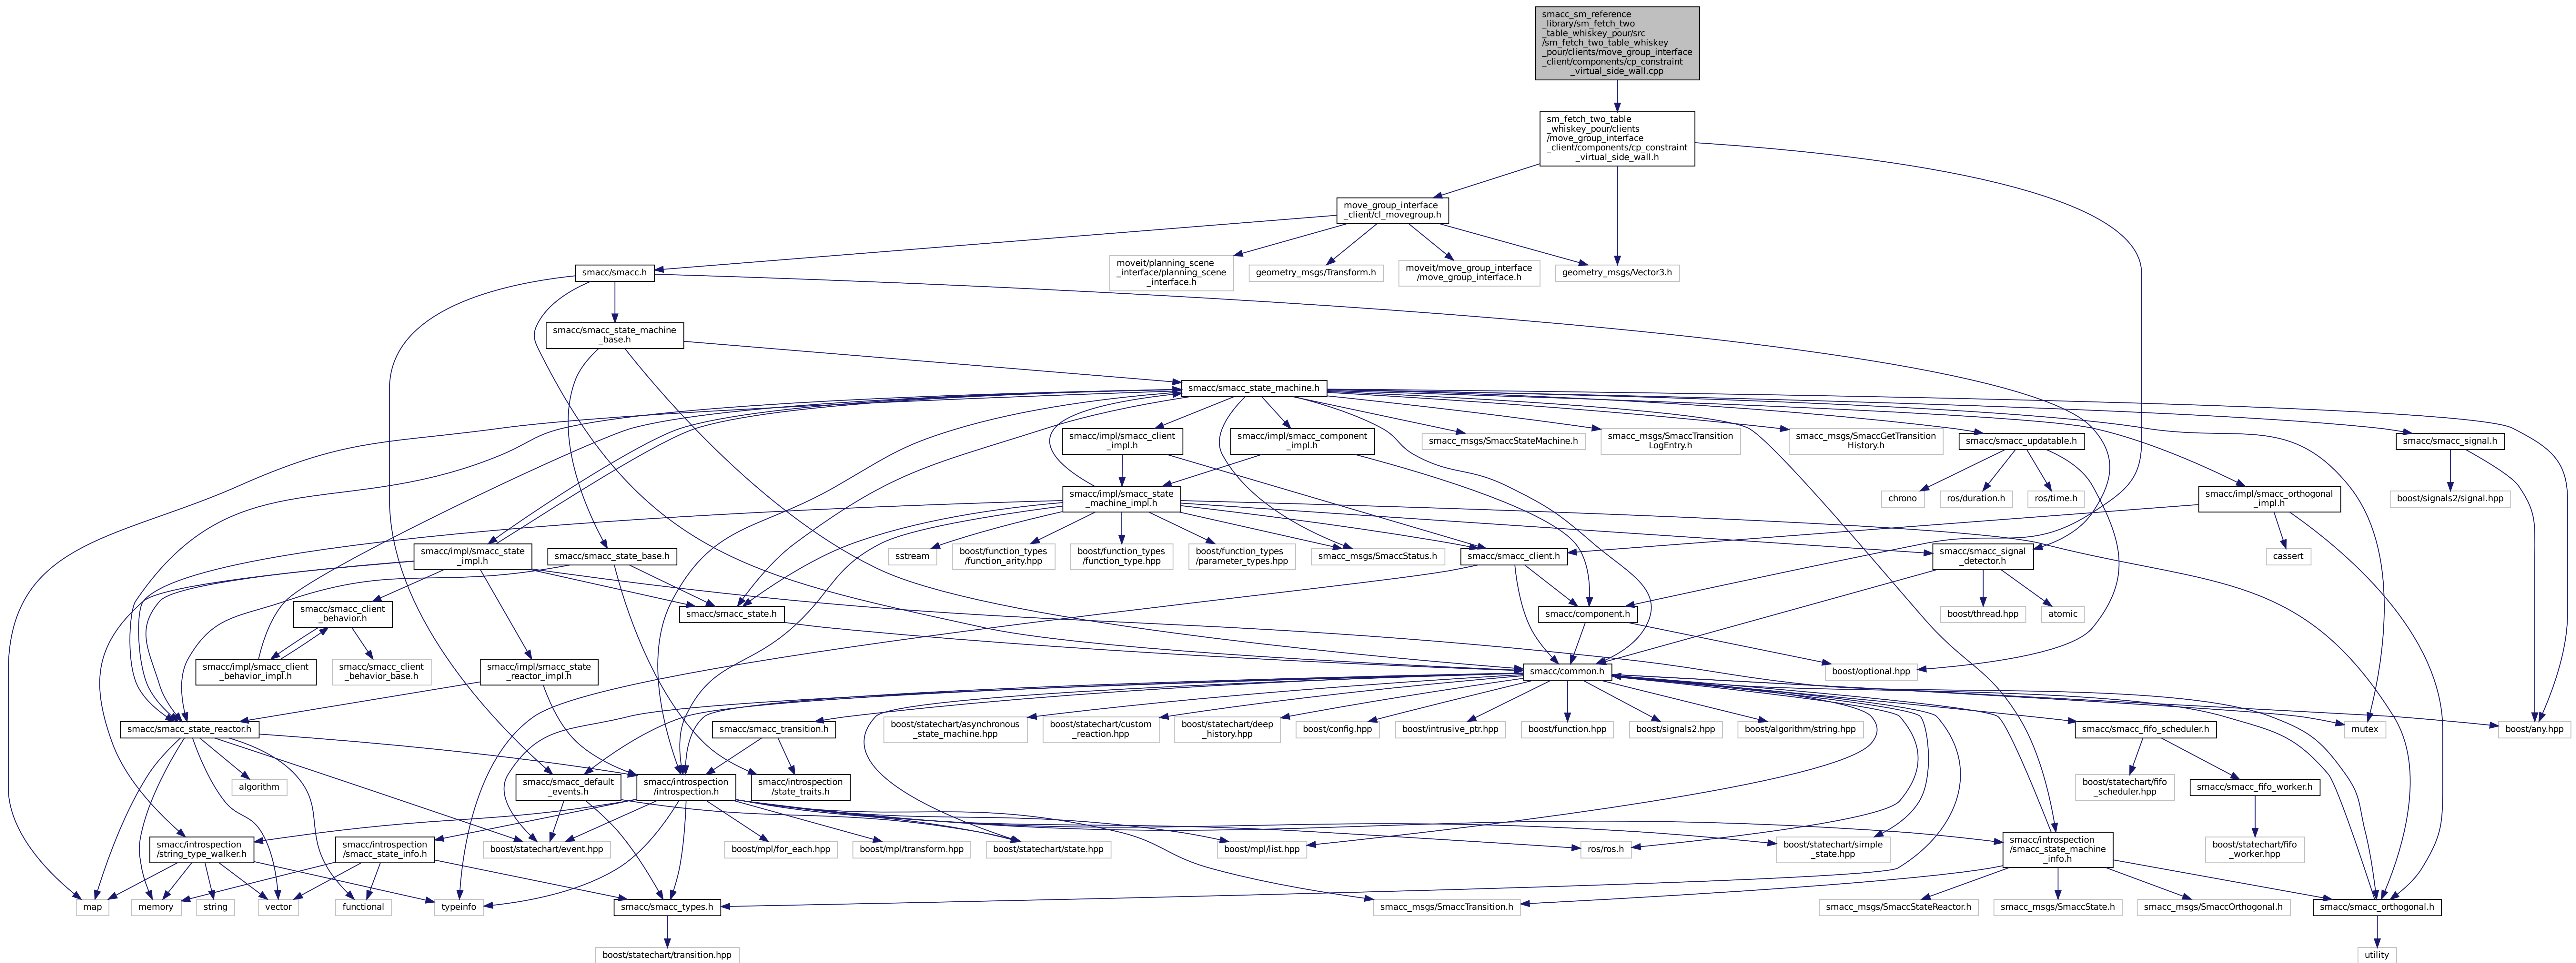 smacc_sm_reference
_library/sm_fetch_two
_table_whiskey_pour/src
/sm_fetch_two_table_whiskey
_pour/clients/move_group_interface
_client/components/cp_constraint
_virtual_side_wall.cpp
sm_fetch_two_table
_whiskey_pour/clients
/move_group_interface
_client/components/cp_constraint
_virtual_side_wall.h
move_group_interface
_client/cl_movegroup.h
smacc/smacc.h
moveit/planning_scene
_interface/planning_scene
_interface.h
geometry_msgs/Transform.h
moveit/move_group_interface
/move_group_interface.h
geometry_msgs/Vector3.h
smacc/smacc_state_machine
_base.h
smacc/smacc_state_machine.h
smacc/impl/smacc_client
_impl.h
smacc/impl/smacc_component
_impl.h
smacc_msgs/SmaccStateMachine.h
smacc_msgs/SmaccTransition
LogEntry.h
smacc_msgs/SmaccGetTransition
History.h
smacc/smacc_updatable.h
smacc/smacc_signal.h
smacc/impl/smacc_state
_machine_impl.h
chrono
ros/duration.h
ros/time.h
smacc/impl/smacc_orthogonal
_impl.h
boost/signals2/signal.hpp
smacc/impl/smacc_state
_impl.h
smacc/smacc_state_base.h
sstream
boost/function_types
/function_arity.hpp
boost/function_types
/function_type.hpp
boost/function_types
/parameter_types.hpp
smacc_msgs/SmaccStatus.h
smacc/smacc_client.h
smacc/smacc_signal
_detector.h
cassert
smacc/smacc_client
_behavior.h
smacc/smacc_state.h
smacc/component.h
boost/thread.hpp
atomic
smacc/impl/smacc_client
_behavior_impl.h
smacc/smacc_client
_behavior_base.h
smacc/impl/smacc_state
_reactor_impl.h
smacc/common.h
boost/optional.hpp
smacc/smacc_state_reactor.h
smacc/smacc_transition.h
boost/statechart/asynchronous
_state_machine.hpp
boost/statechart/custom
_reaction.hpp
boost/statechart/deep
_history.hpp
boost/config.hpp
boost/intrusive_ptr.hpp
boost/function.hpp
boost/signals2.hpp
boost/algorithm/string.hpp
smacc/smacc_fifo_scheduler.h
mutex
boost/any.hpp
algorithm
smacc/smacc_default
_events.h
smacc/introspection
/introspection.h
smacc/introspection
/state_traits.h
boost/statechart/fifo
_scheduler.hpp
smacc/smacc_fifo_worker.h
smacc/introspection
/string_type_walker.h
smacc/introspection
/smacc_state_info.h
boost/statechart/event.hpp
boost/mpl/for_each.hpp
boost/mpl/transform.hpp
boost/statechart/state.hpp
boost/mpl/list.hpp
ros/ros.h
boost/statechart/simple
_state.hpp
smacc/introspection
/smacc_state_machine
_info.h
boost/statechart/fifo
_worker.hpp
map
memory
string
vector
functional
typeinfo
smacc/smacc_types.h
smacc_msgs/SmaccTransition.h
smacc_msgs/SmaccStateReactor.h
smacc_msgs/SmaccState.h
smacc_msgs/SmaccOrthogonal.h
smacc/smacc_orthogonal.h
boost/statechart/transition.hpp
utility